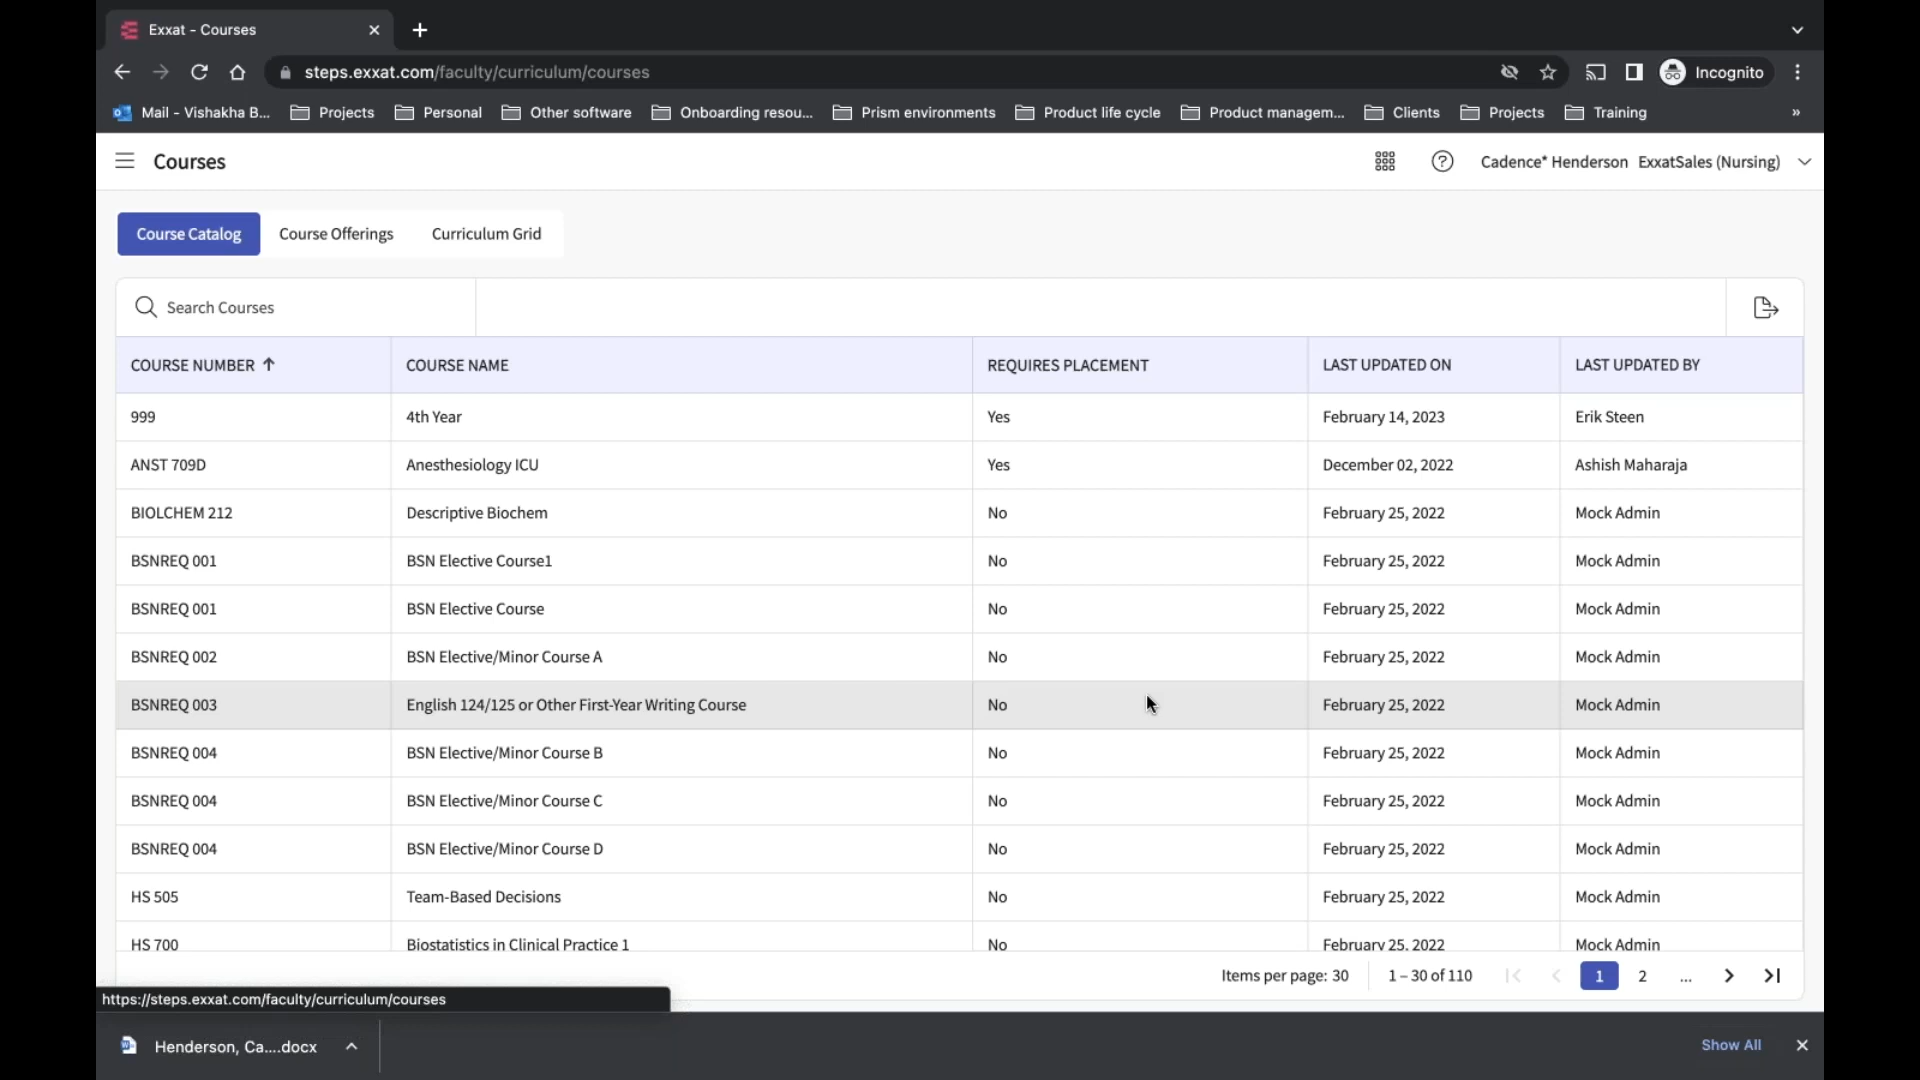 Exxat - Courses
steps.exxat.com/faculty/curriculum/courses
Incognito
Mail - Vishakha B... Projects Personal Other software Onboarding resou... Prism environments Product life cycle Product managem... Clients Projects Training »
Courses
Cadence* Henderson ExxatSales (Nursing)
Course Catalog Course Offerings Curriculum Grid
Search Courses
COURSE NUMBER COURSE NAME REQUIRES PLACEMENT LAST UPDATED ON LAST UPDATED BY
999 4th Year Yes February 14, 2023 Erik Steen
ANST 709D Anesthesiology ICU Yes December 02, 2022 Ashish Maharaja
BIOLCHEM 212 Descriptive Biochem No February 25, 2022 Mock Admin
BSNREQ 001 BSN Elective Course1 No February 25, 2022 Mock Admin
BSNREQ 001 BSN Elective Course No February 25, 2022 Mock Admin
BSNREQ 002 BSN Elective/Minor Course A No February 25, 2022 Mock Admin
BSNREQ 003 English 124/125 or Other First-Year Writing Course No February 25, 2022 Mock Admin
BSNREQ 004 BSN Elective/Minor Course B No February 25, 2022 Mock Admin
BSNREQ 004 BSN Elective/Minor Course C No February 25, 2022 Mock Admin
BSNREQ 004 BSN Elective/Minor Course D No February 25, 2022 Mock Admin
HS 505 Team-Based Decisions No February 25, 2022 Mock Admin
HS 700 Biostatistics in Clinical Practice 1 No February 25, 2022 Mock Admin
Items per page: 30 1 – 30 of 110 1 2 ...
https://steps.exxat.com/faculty/curriculum/courses
Henderson, Ca....docx
Show All